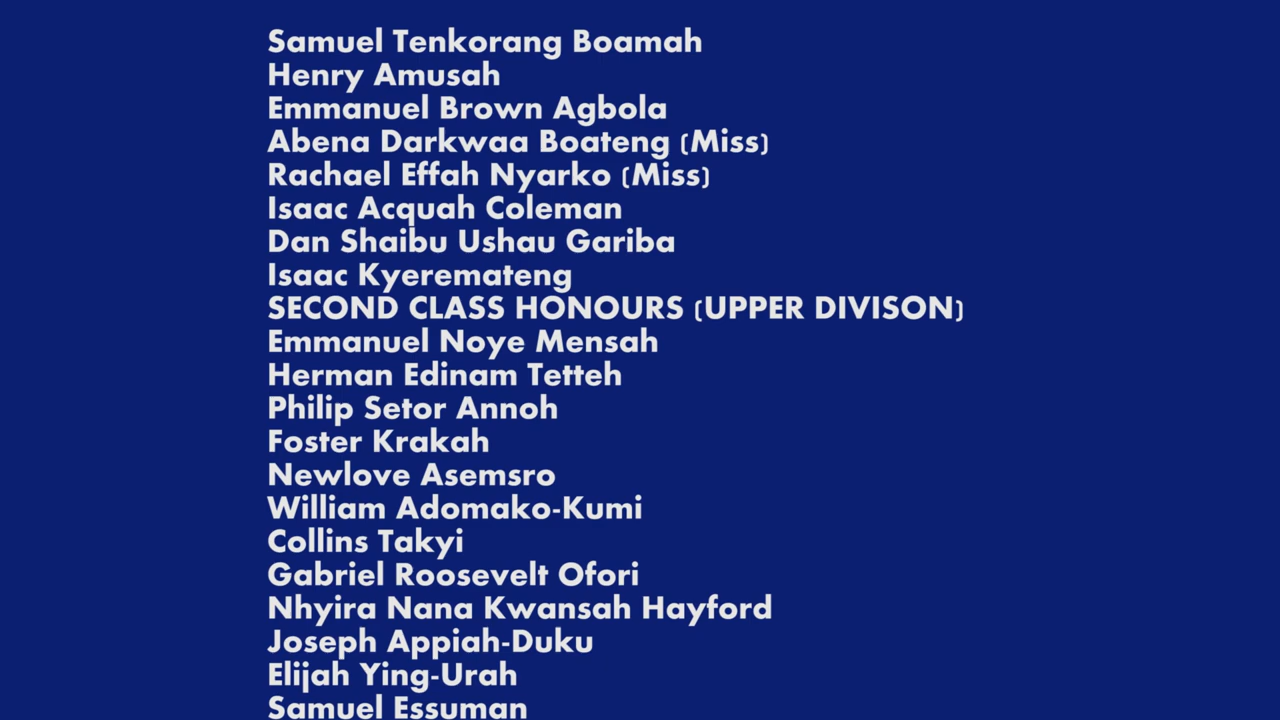 Samuel Tenkorang Boamah
Henry Amusah
Emmanuel Brown Agbola
Abena Darkwaa Boateng (Miss)
Rachael Effah Nyarko (Miss)
Isaac Acquah Coleman
Dan Shaibu Ushau Gariba
Isaac Kyeremateng
SECOND CLASS HONOURS (UPPER DIVISON)
Emmanuel Noye Mensah
Herman Edinam Tetteh
Philip Setor Annoh
Foster Krakah
Newlove Asemsro
William Adomako-Kumi
Collins Takyi
Gabriel Roosevelt Ofori
Nhyira Nana Kwansah Hayford
Joseph Appiah-Duku
Elijah Ying-Urah
Samuel Essuman